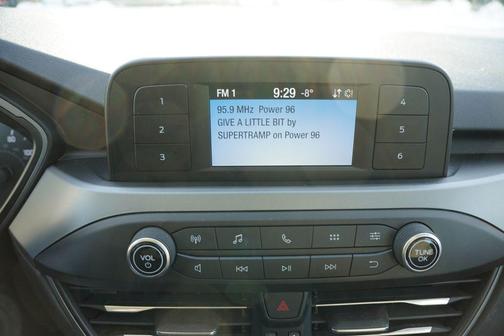 FM 1 9:29 -8°
1 95.9 MHz Power 96 4
GIVE A LITTLE BIT by
2 SUPERTRAMP on Power 96 5
3 6
VOL TUNE
OK